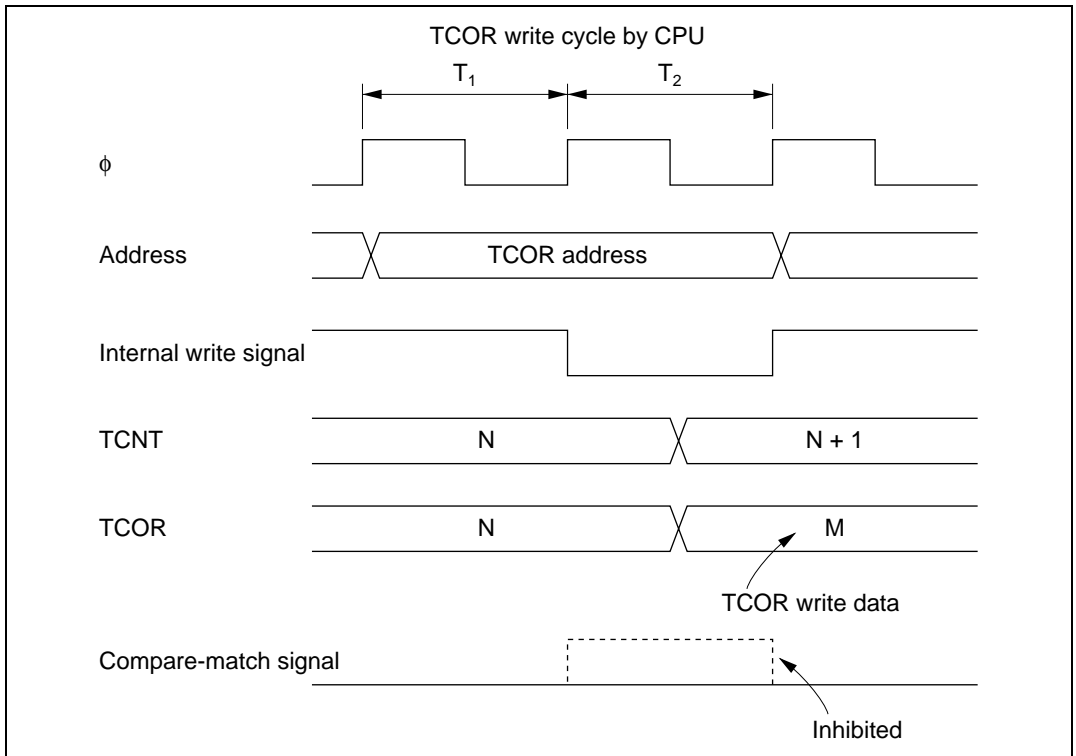 TCOR write cycle by CPU
T1 T2
ϕ
Address TCOR address
Internal write signal
TCNT N N + 1
TCOR N M
TCOR write data
Compare-match signal
Inhibited